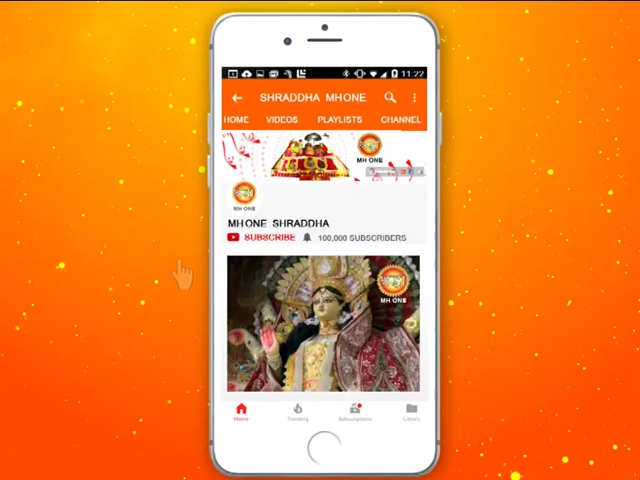 11:22
SHRADDHA MHONE
HOME VIDEOS PLAYLISTS CHANNEL
MH ONE
MH ONE
MHONE SHRADDHA
SUBSCRIBE 100,000 SUBSCRIBERS
MH ONE
Home Trending Subscriptions Library